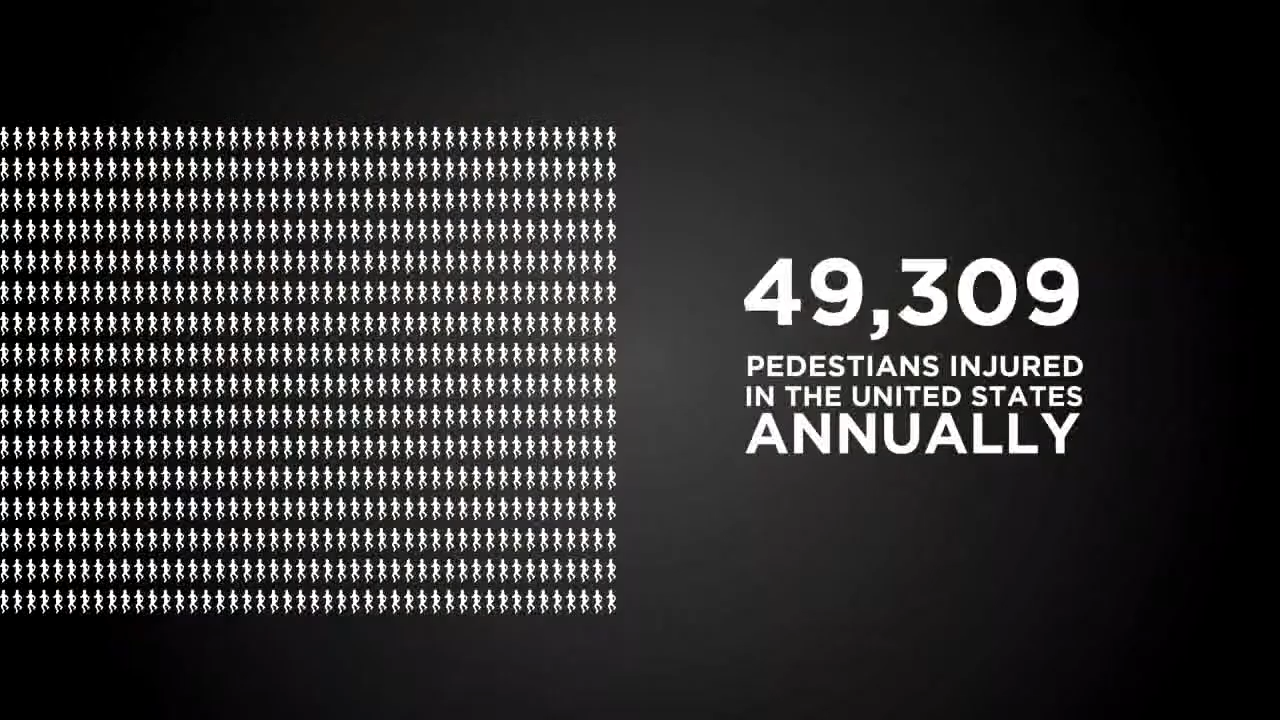 49,309
PEDESTIANS INJURED
IN THE UNITED STATES
ANNUALLY